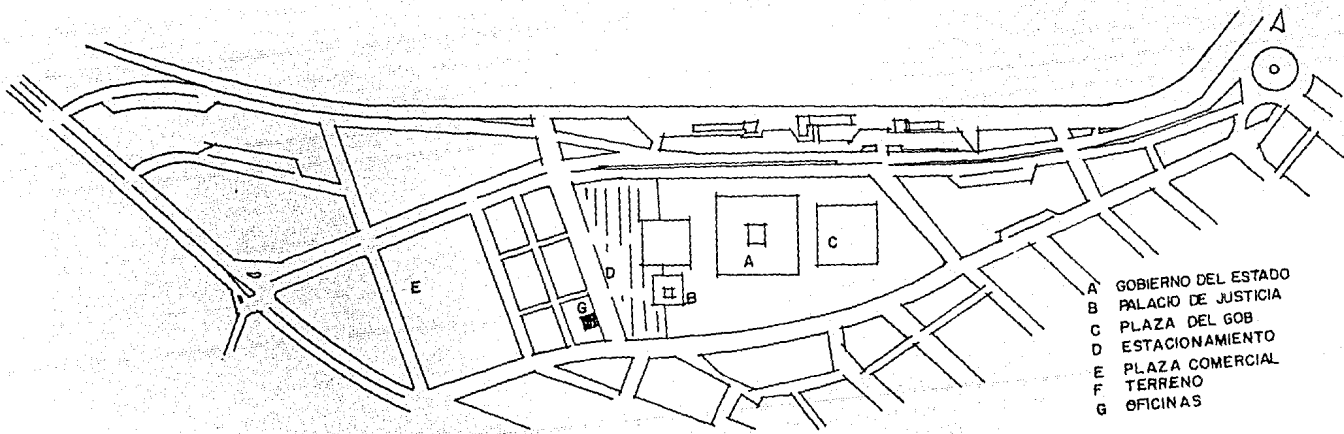 A
B
C
D
E
G
A GOBIERNO DEL ESTADO
B PALACIO DE JUSTICIA
C PLAZA DEL GOB.
D ESTACIONAMIENTO
E PLAZA COMERCIAL
F TERRENO
G OFICINAS